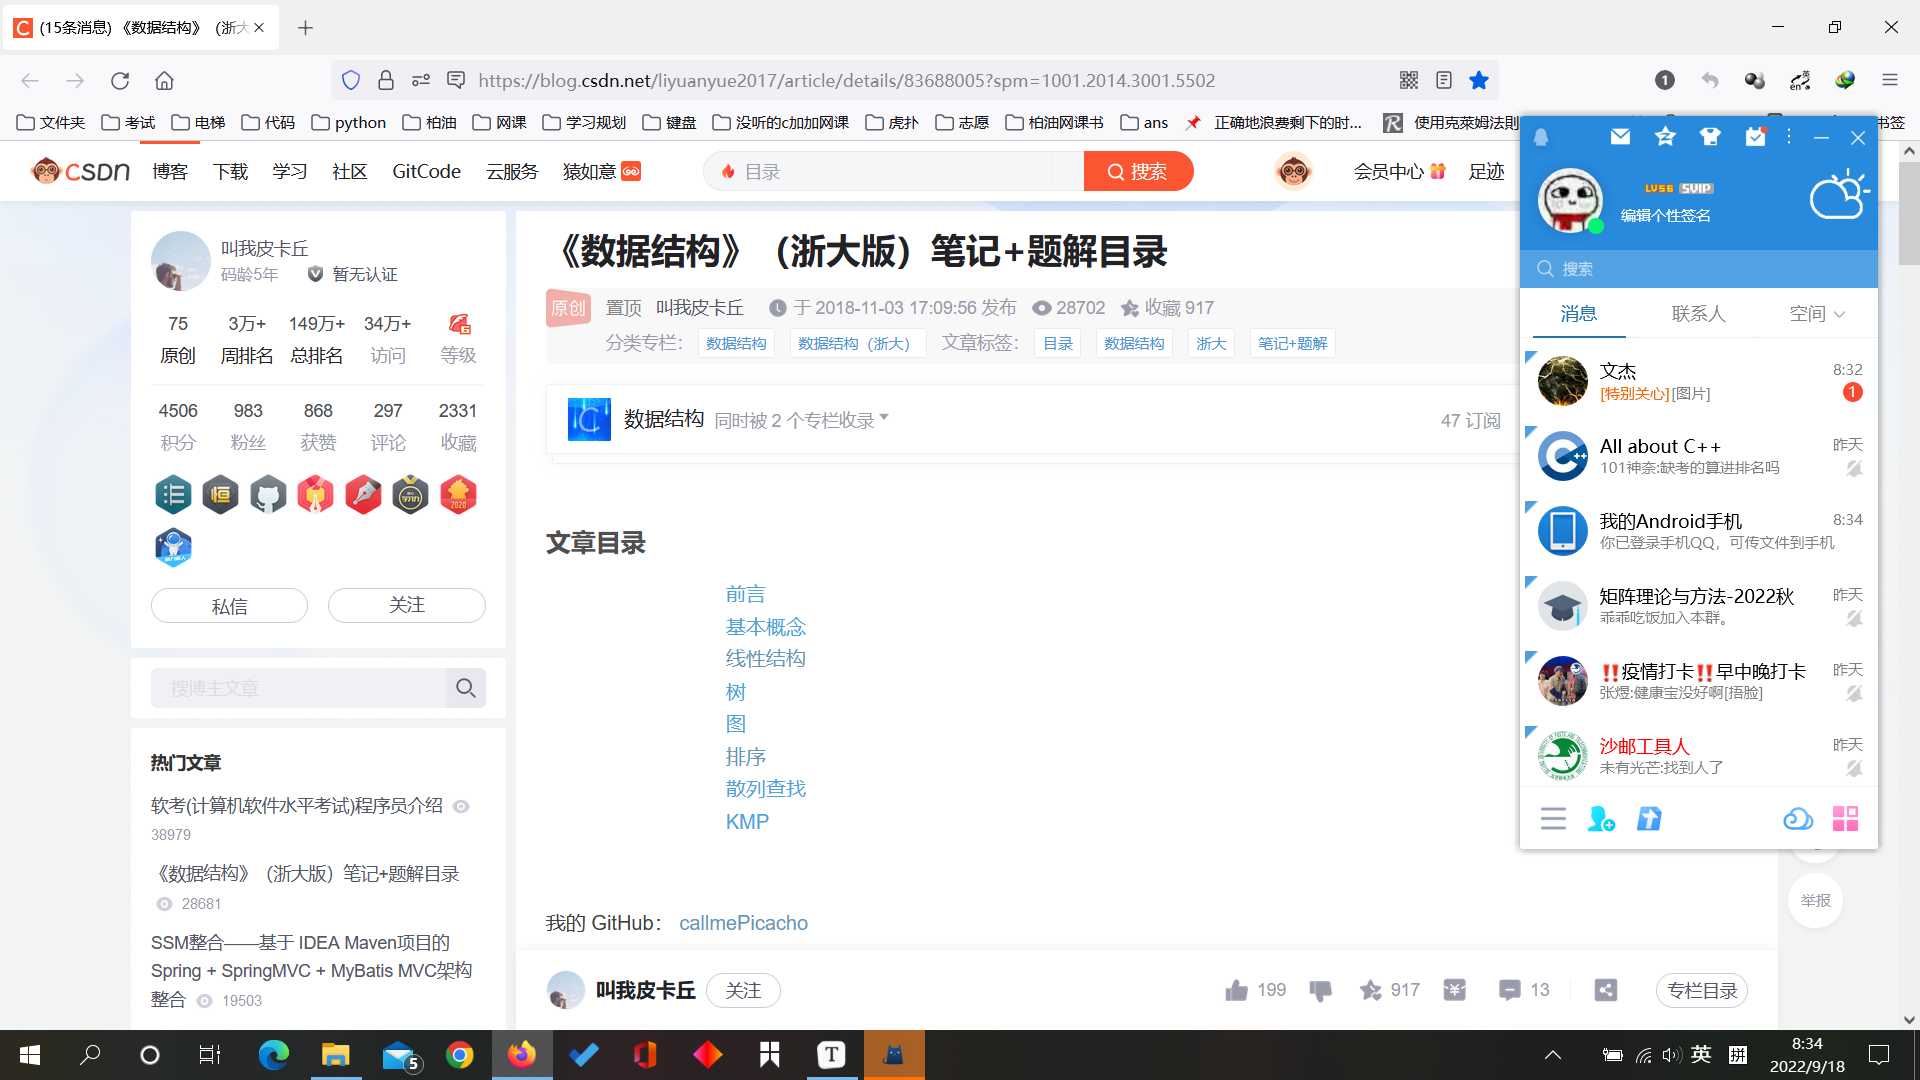 (15条消息) 《数据结构》（浙大
https://blog.csdn.net/liyuanyue2017/article/details/83688005?spm=1001.2014.3001.5502
1
英
en
文件夹 考试 电梯 代码 python 柏油 网课 学习规划 键盘 没听的c加加网课 虎扑 志愿 柏油网课书 ans 正确地浪费剩下的时... R 使用克莱姆法则 书签
CSDN 博客 下载 学习 社区 GitCode 云服务 猿如意 目录 搜索 会员中心 足迹
叫我皮卡丘
码龄5年 暂无认证
75 3万+ 149万+ 34万+
原创 周排名 总排名 访问 等级
4506 983 868 297 2331
积分 粉丝 获赞 评论 收藏
2020
私信 关注
搜博主文章
热门文章
软考(计算机软件水平考试)程序员介绍
38979
《数据结构》（浙大版）笔记+题解目录
28681
SSM整合——基于 IDEA Maven项目的
Spring + SpringMVC + MyBatis MVC架构
整合 19503
《数据结构》（浙大版）笔记+题解目录
原创 置顶 叫我皮卡丘 于 2018-11-03 17:09:56 发布 28702 收藏 917
分类专栏： 数据结构 数据结构（浙大） 文章标签： 目录 数据结构 浙大 笔记+题解
数据结构 同时被 2 个专栏收录 47 订阅
文章目录
前言
基本概念
线性结构
树
图
排序
散列查找
KMP
我的 GitHub： callmePicacho
叫我皮卡丘 关注 199 917 13 专栏目录
举报
LV56 SVIP
编辑个性签名
搜索
消息 联系人 空间
文杰 8:32
[特别关心][图片] 1
All about C++ 昨天
101神奈:缺考的算进排名吗
我的Android手机 8:34
你已登录手机QQ，可传文件到手机
矩阵理论与方法-2022秋 昨天
乖乖吃饭加入本群。
‼️疫情打卡‼️早中晚打卡 昨天
张煜:健康宝没好啊[捂脸]
沙邮工具人 昨天
未有光芒:找到人了
5
T
英 拼
8:34
2022/9/18